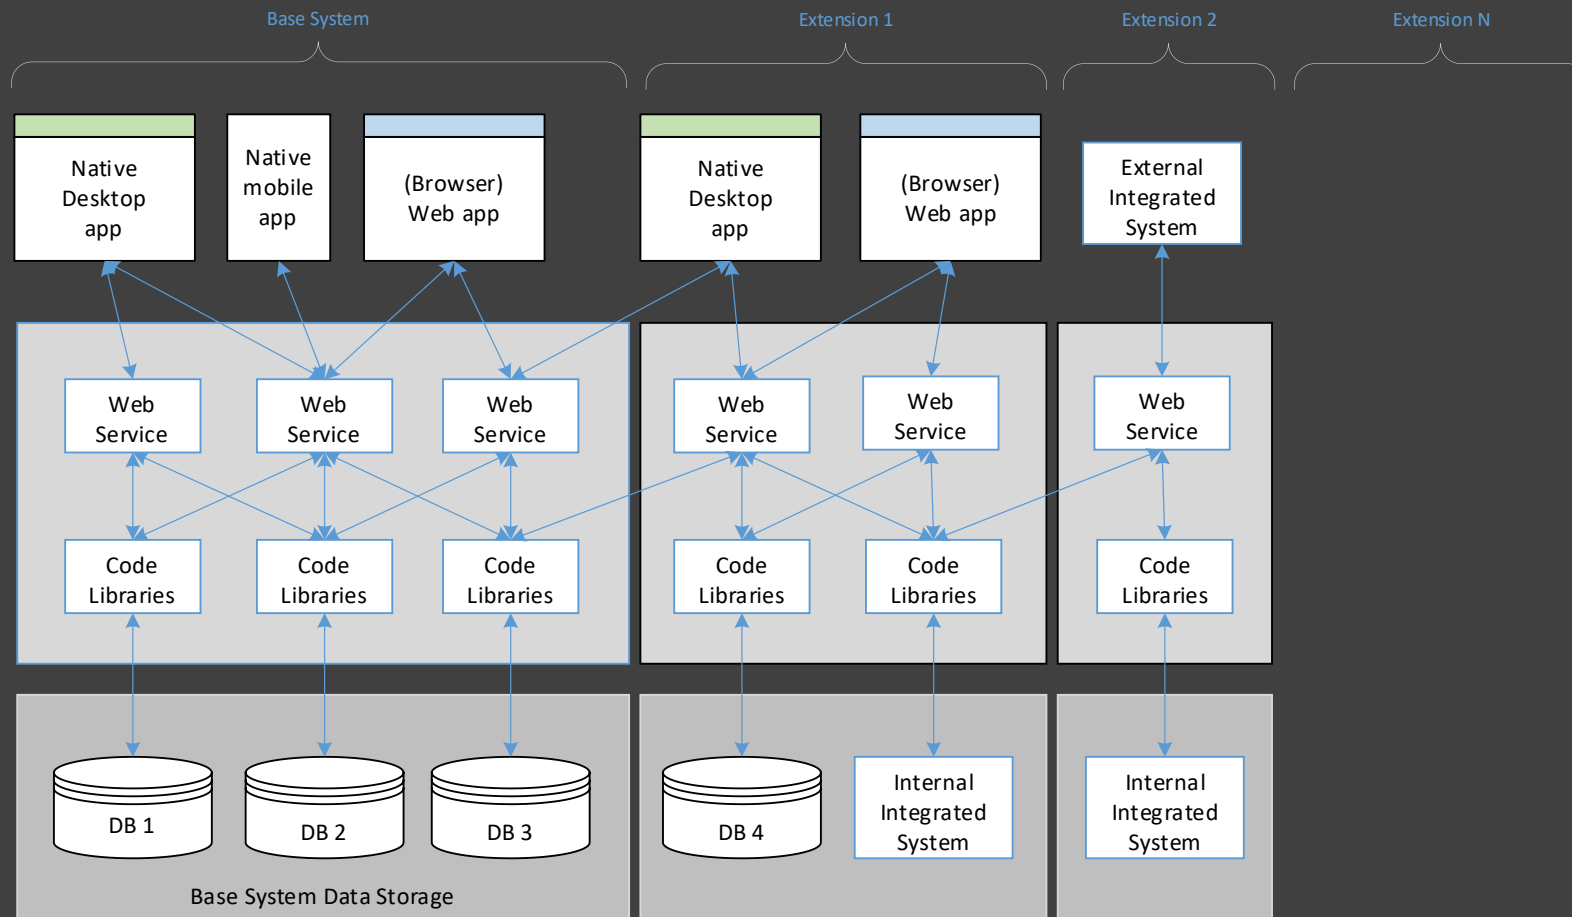 Base System
Extension 1
Extension 2
Extension N
Native
Desktop
app
Native
mobile
app
(Browser)
Web app
Native
Desktop
app
(Browser)
Web app
External
Integrated
System
Web
Service
Web
Service
Web
Service
Web
Service
Web
Service
Web
Service
Code
Libraries
Code
Libraries
Code
Libraries
Code
Libraries
Code
Libraries
Code
Libraries
DB 1
DB 2
DB 3
DB 4
Internal
Integrated
System
Internal
Integrated
System
Base System Data Storage